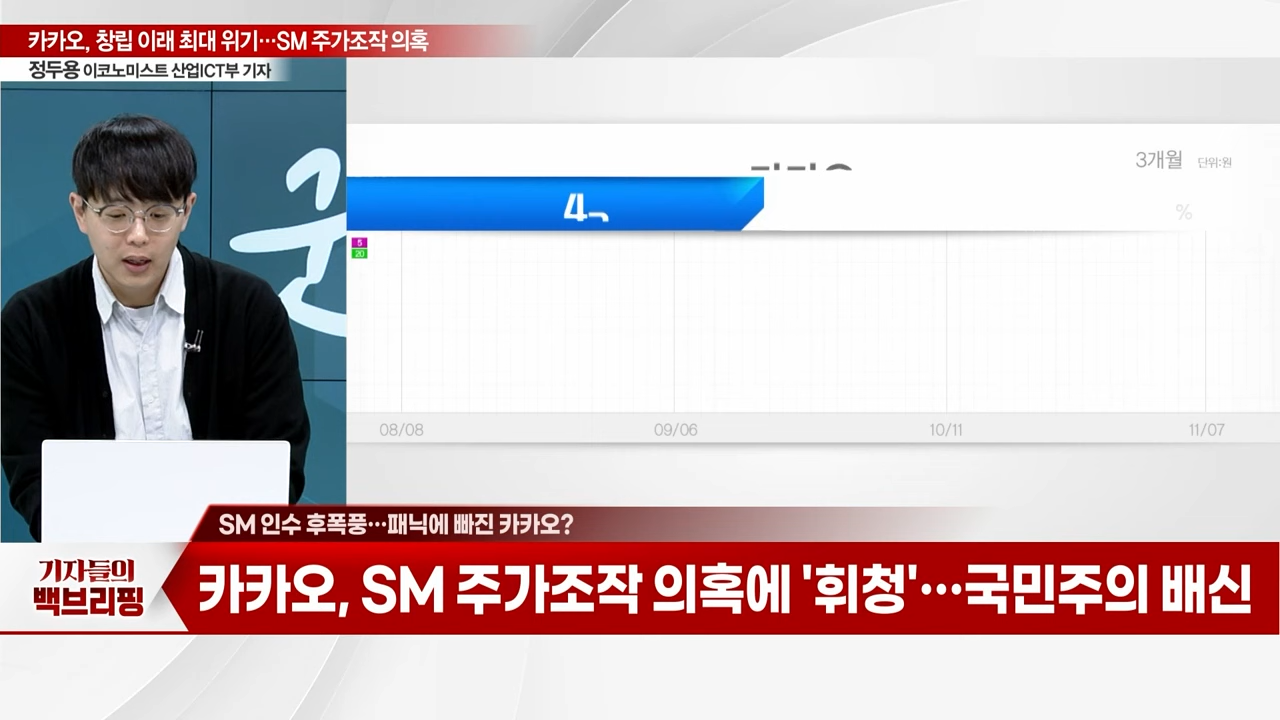 카카오, 창립 이래 최대 위기…SM 주가조작 의혹
정두용 이코노미스트 산업ICT부 기자
3개월 단위:원
%
5
20
08/08 09/06 10/11 11/07
SM 인수 후폭풍…패닉에 빠진 카카오?
기자들의
백브리핑
카카오, SM 주가조작 의혹에 '휘청'…국민주의 배신